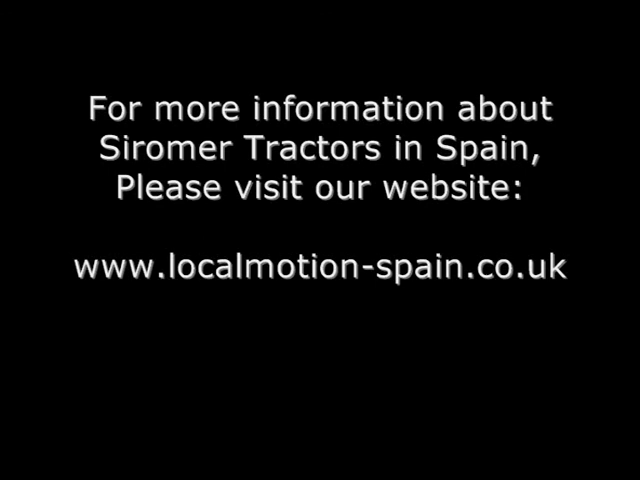 For more information about
Siromer Tractors in Spain,
Please visit our website:
www.localmotion-spain.co.uk